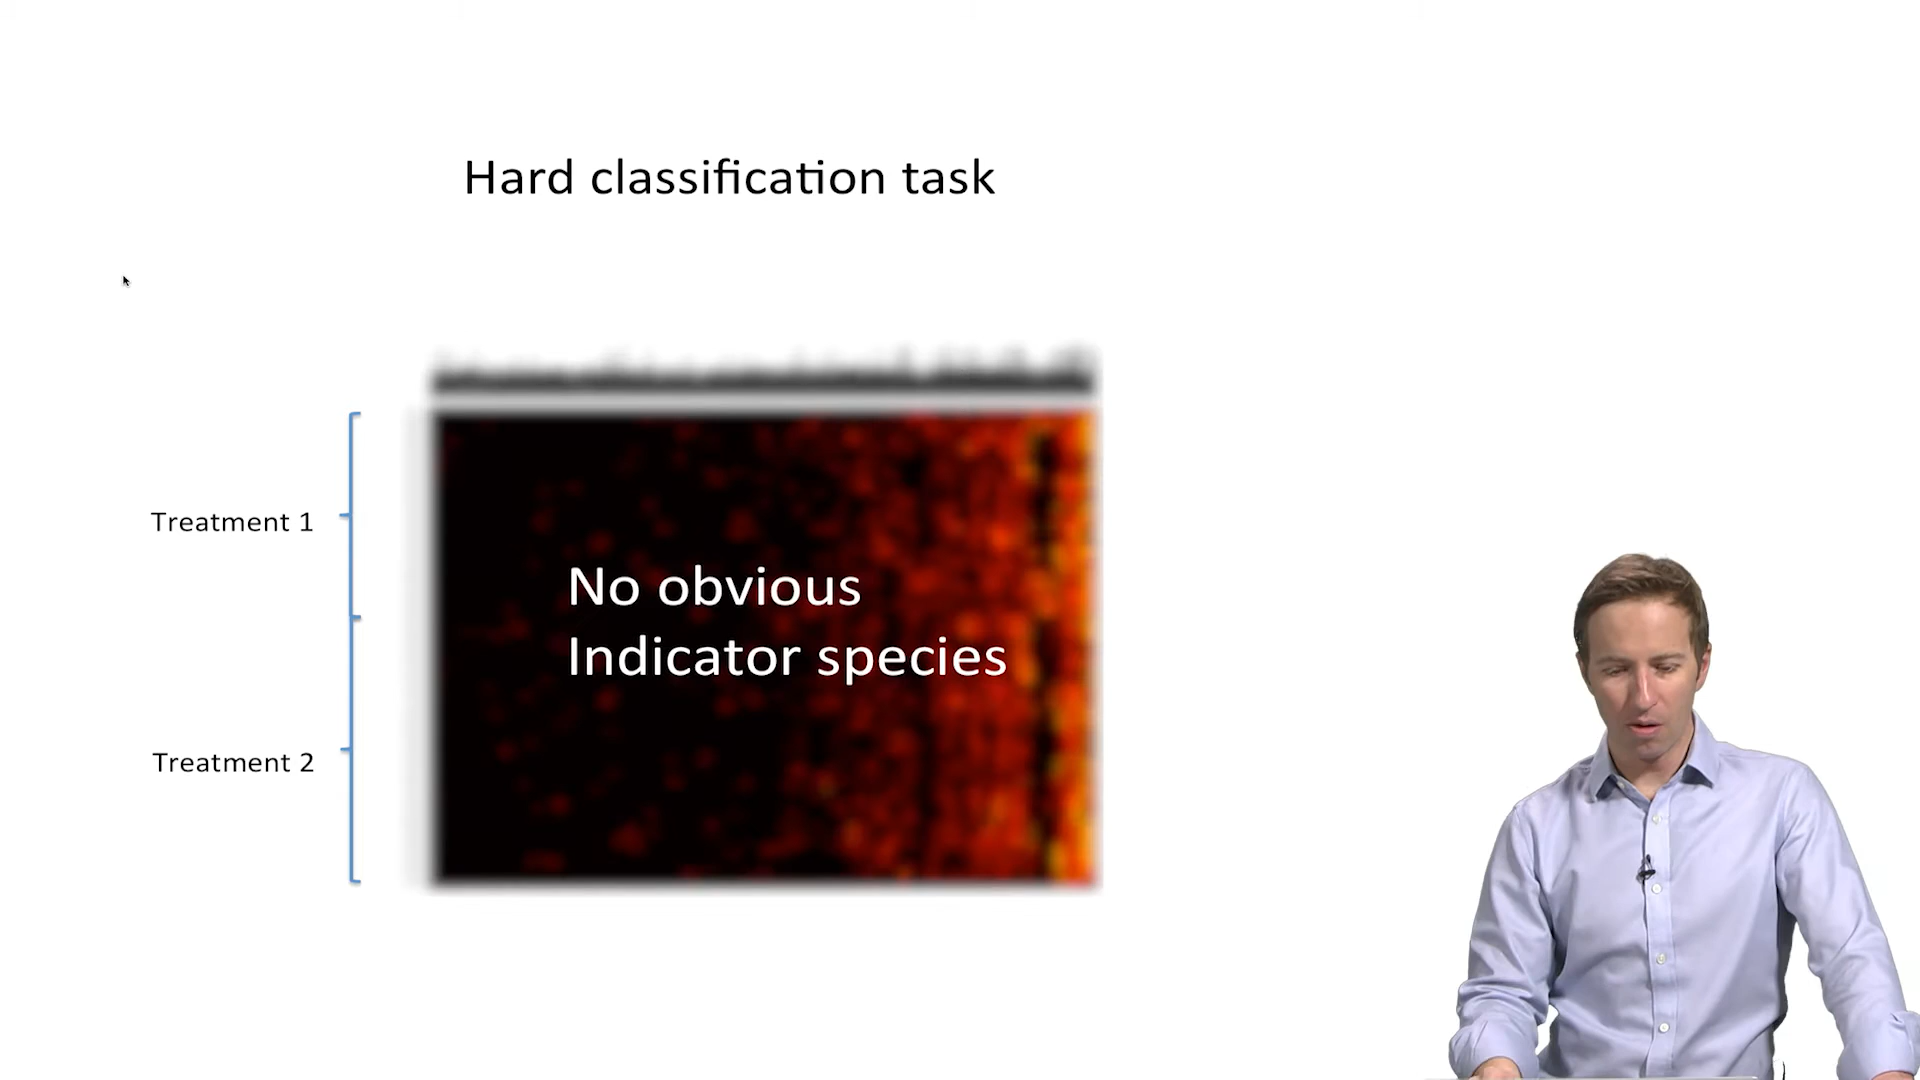 Hard classification task
Treatment 1
No obvious
Indicator species
Treatment 2